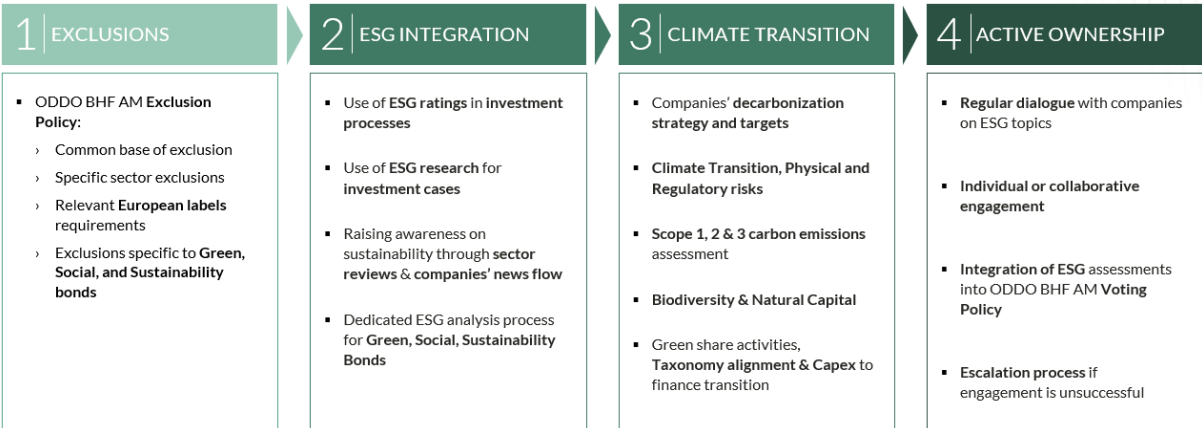 1 EXCLUSIONS
▪ ODDO BHF AM Exclusion
Policy:
› Common base of exclusion
› Specific sector exclusions
› Relevant European labels
requirements
› Exclusions specific to Green,
Social, and Sustainability
bonds
2 ESG INTEGRATION
▪ Use of ESG ratings in investment
processes
▪ Use of ESG research for
investment cases
▪ Raising awareness on
sustainability through sector
reviews & companies’ news flow
▪ Dedicated ESG analysis process
for Green, Social, Sustainability
Bonds
3 CLIMATE TRANSITION
▪ Companies’ decarbonization
strategy and targets
▪ Climate Transition, Physical and
Regulatory risks
▪ Scope 1, 2 & 3 carbon emissions
assessment
▪ Biodiversity & Natural Capital
▪ Green share activities,
Taxonomy alignment & Capex to
finance transition
4 ACTIVE OWNERSHIP
▪ Regular dialogue with companies
on ESG topics
▪ Individual or collaborative
engagement
▪ Integration of ESG assessments
into ODDO BHF AM Voting
Policy
▪ Escalation process if
engagement is unsuccessful